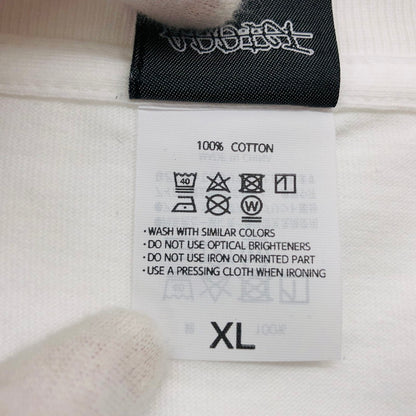 100% COTTON
40
W
· WASH WITH SIMILAR COLORS
· DO NOT USE OPTICAL BRIGHTENERS
· DO NOT USE IRON ON PRINTED PART
· USE A PRESSING CLOTH WHEN IRONING
XL